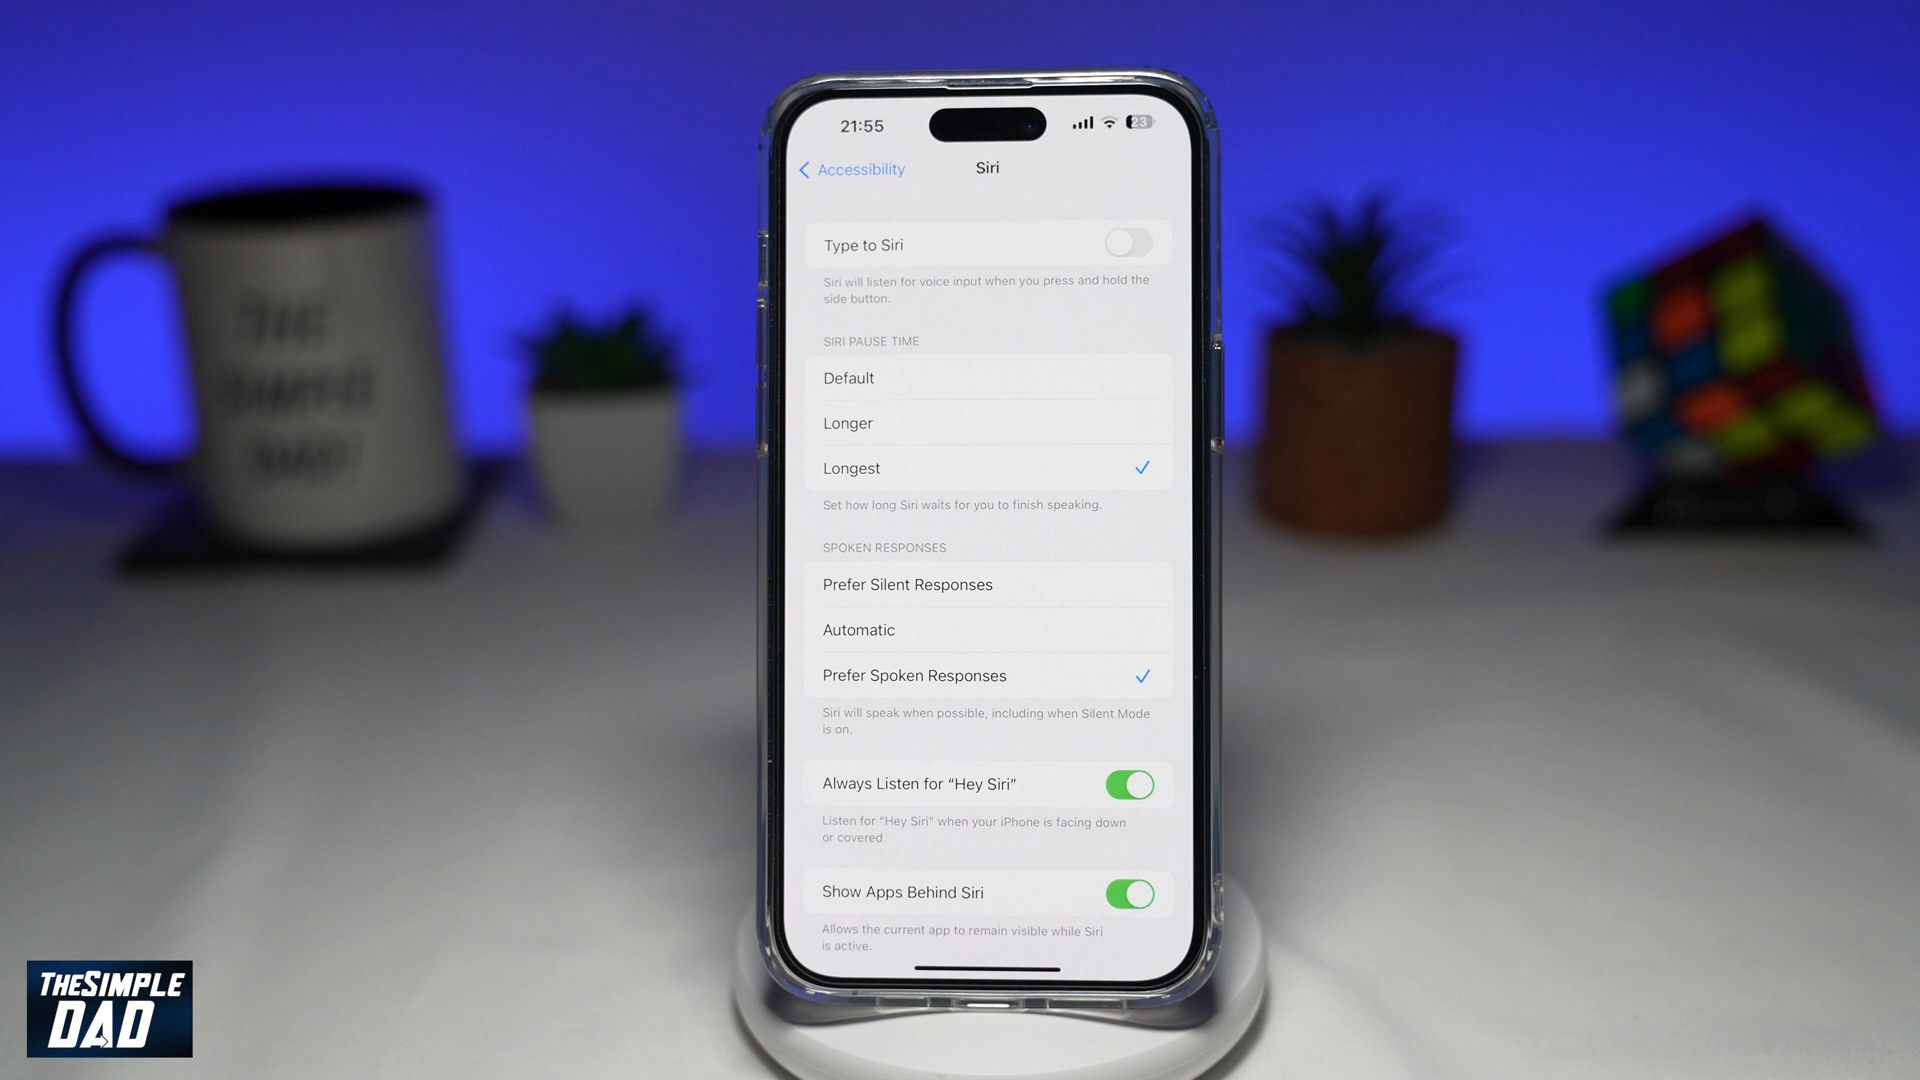 21:55
23
Accessibility
Siri
Type to Siri
Siri will listen for voice input when you press and hold the
side button.
SIRI PAUSE TIME
Default
Longer
Longest
Set how long Siri waits for you to finish speaking.
SPOKEN RESPONSES
Prefer Silent Responses
Automatic
Prefer Spoken Responses
Siri will speak when possible, including when Silent Mode
is on.
Always Listen for “Hey Siri”
Listen for “Hey Siri” when your iPhone is facing down
or covered.
Show Apps Behind Siri
Allows the current app to remain visible while Siri
is active.
THE
SIMPLE
DAD
THESIMPLE
DAD